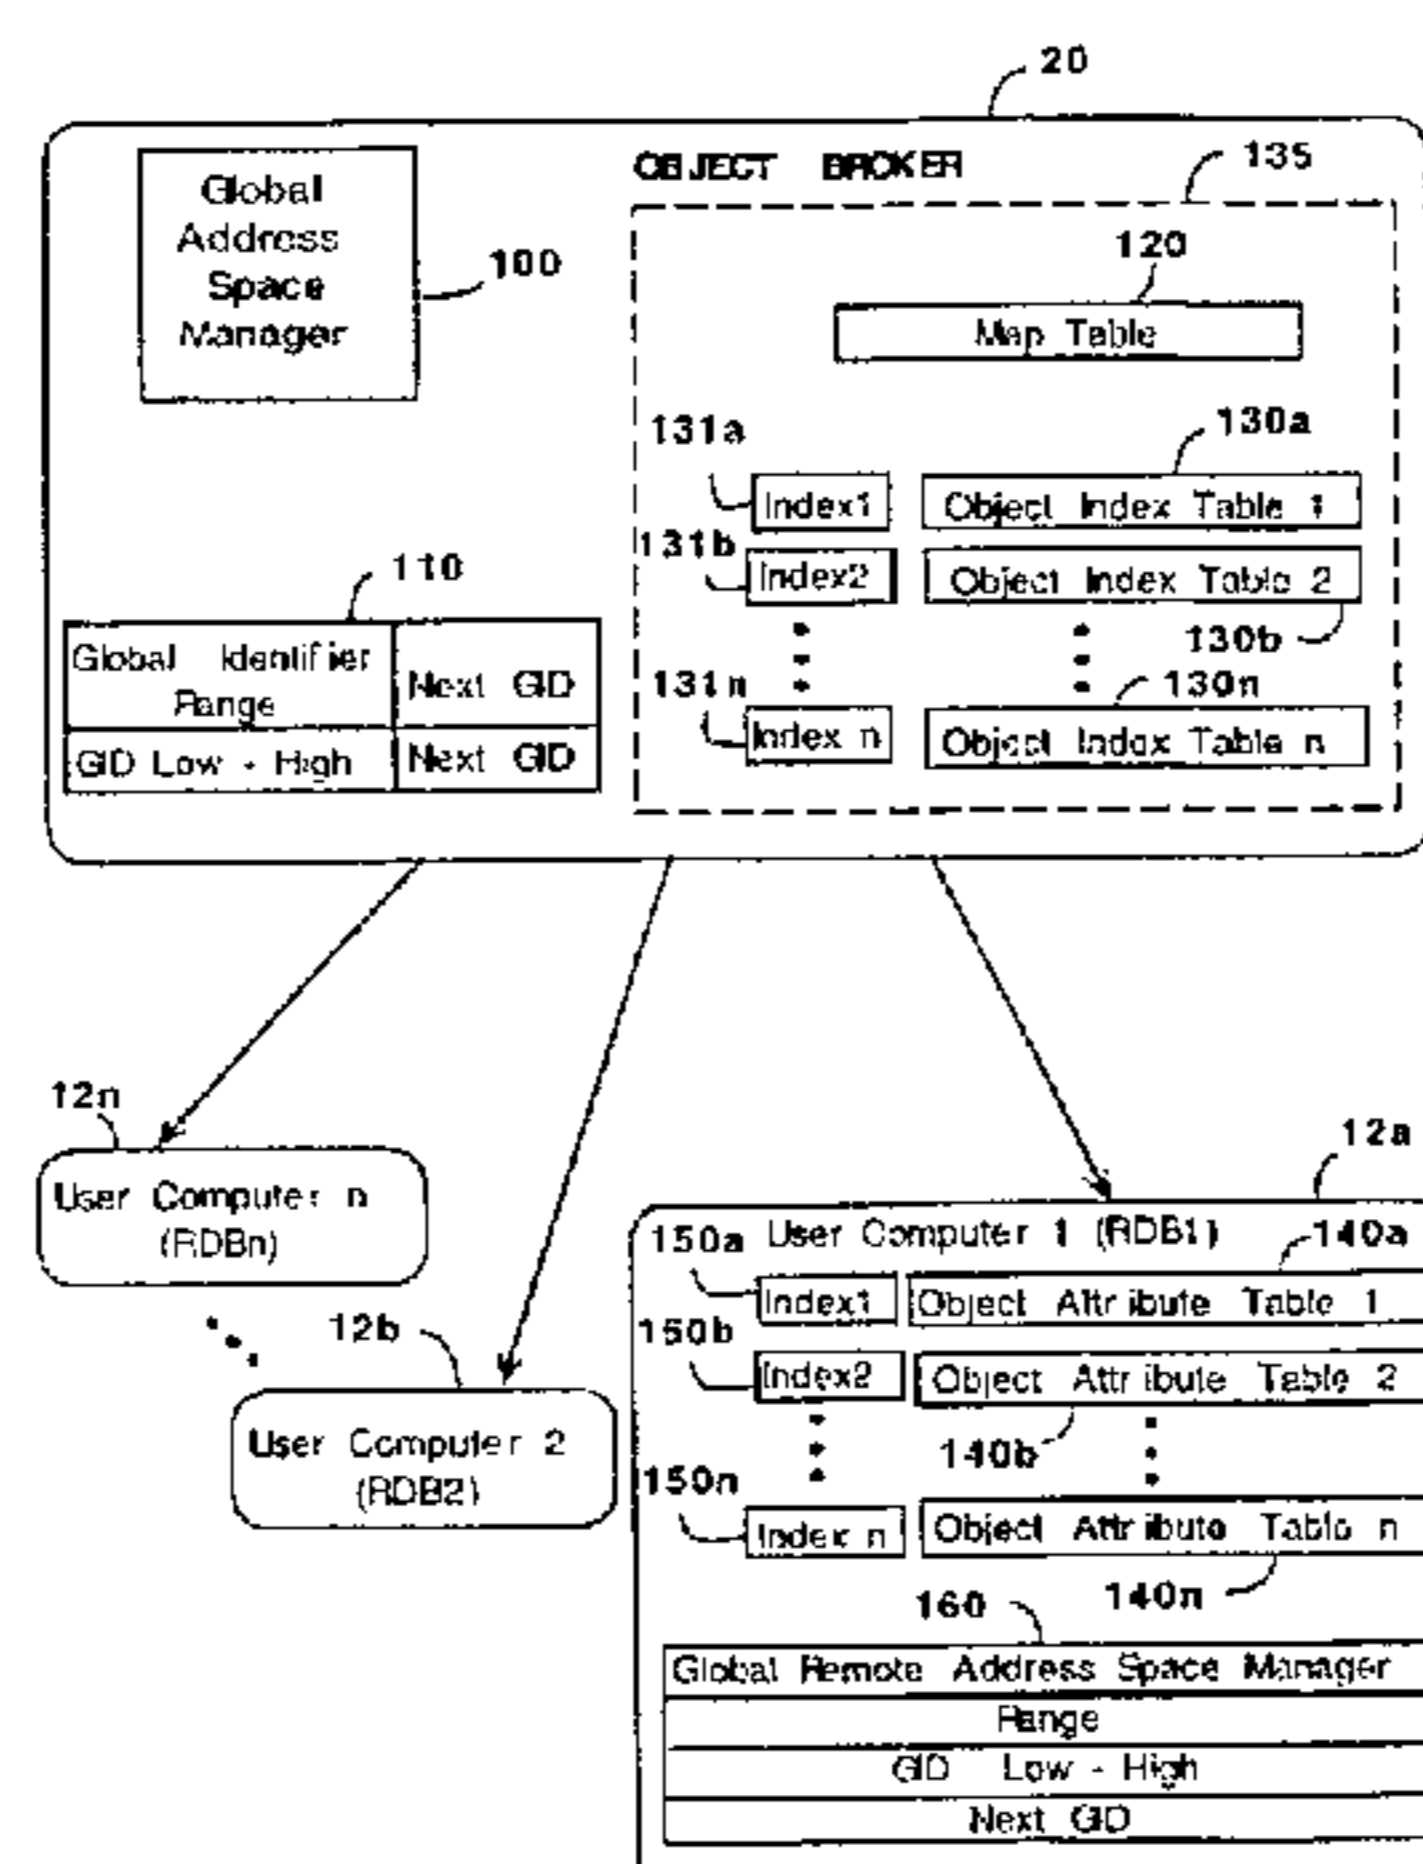 20
OBJECT BROKER
135
Global
Address
Space
Manager
100
120
Map Table
131a
130a
Index1
Object Index Table 1
131b
Index2
Object Index Table 2
130b
110
Global Identifier
Range
Next GID
GID Low - High
Next GID
131n
130n
Index n
Object Index Table n
12n
User Computer n
(RDBn)
12b
User Computer 2
(RDB2)
12a
150a
User Computer 1 (RDB1)
140a
Index1
Object Attribute Table 1
150b
Index2
Object Attribute Table 2
140b
150n
Index n
Object Attribute Table n
140n
160
Global Remote Address Space Manager
Range
GID Low - High
Next GID